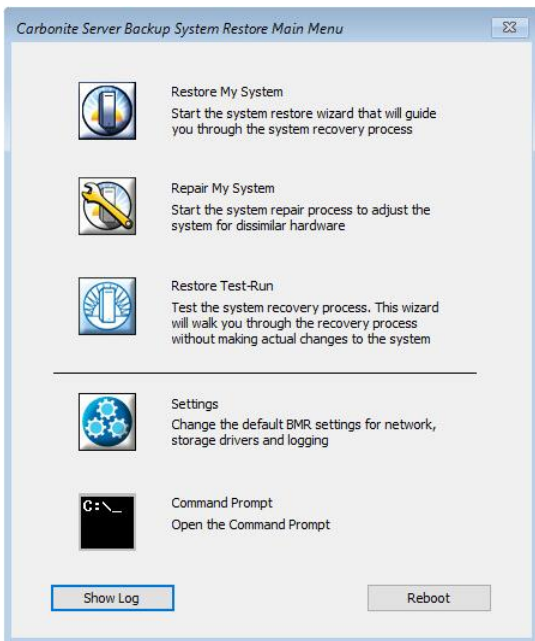 Carbonite Server Backup System Restore Main Menu
Restore My System
Start the system restore wizard that will guide
you through the system recovery process
Repair My System
Start the system repair process to adjust the
system for dissimilar hardware
Restore Test-Run
Test the system recovery process. This wizard
will walk you through the recovery process
without making actual changes to the system
Settings
Change the default BMR settings for network,
storage drivers and logging
C:\_
Command Prompt
Open the Command Prompt
Show Log
Reboot